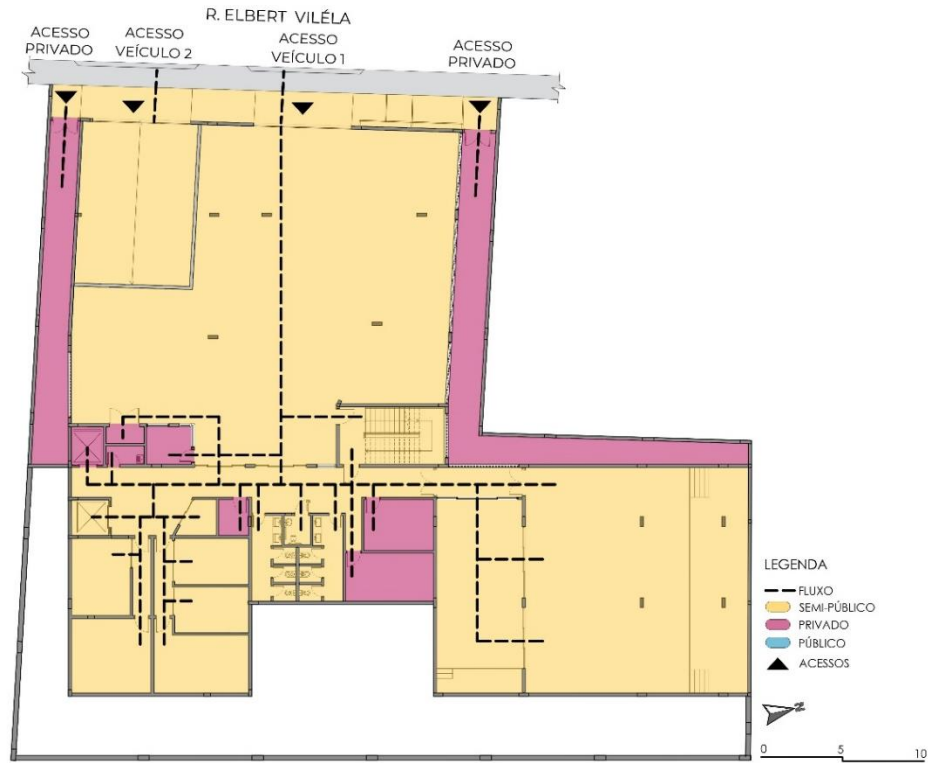 R. ELBERT VILÉLA
ACESSO
PRIVADO
ACESSO
VEÍCULO 2
ACESSO
VEÍCULO 1
ACESSO
PRIVADO
LEGENDA
FLUXO
SEMI-PÚBLICO
PRIVADO
PÚBLICO
ACESSOS
N
0 5 10